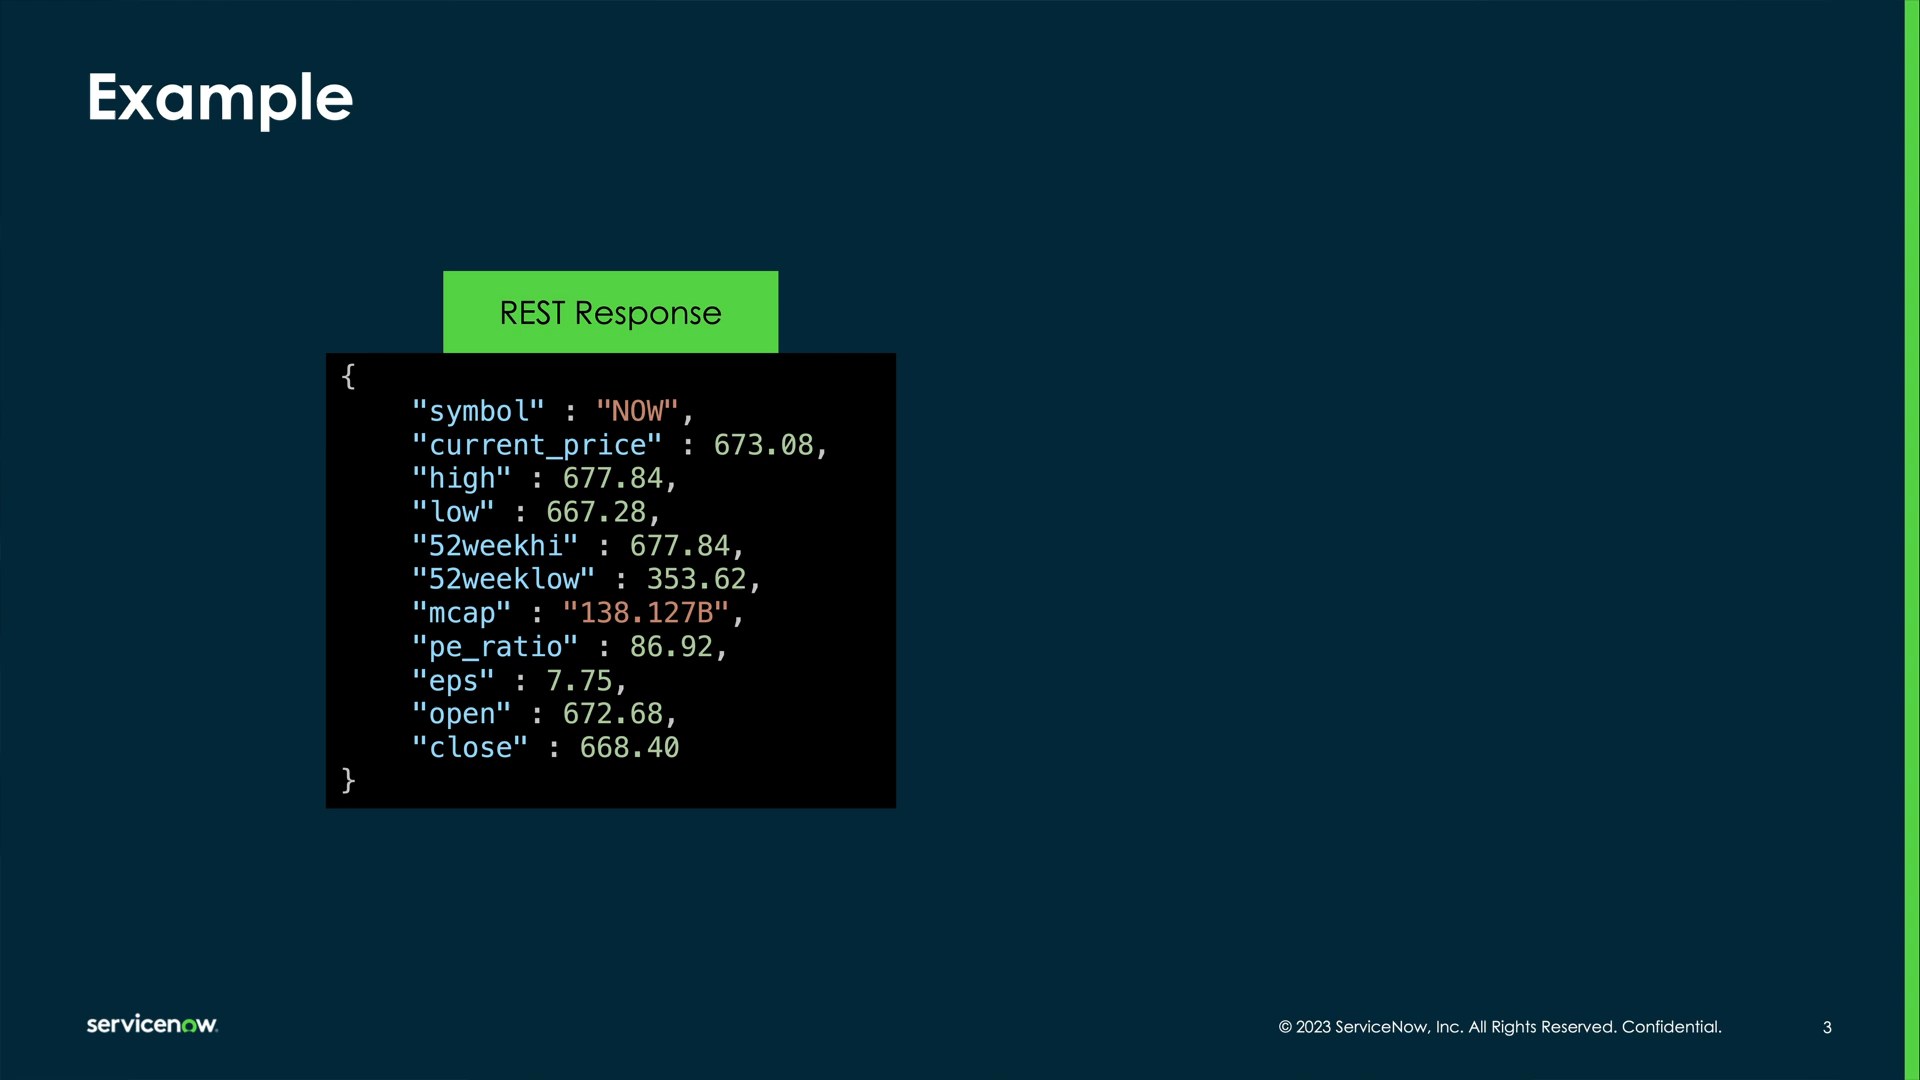 Example
REST Response
{
"symbol" : "NOW",
"current_price" : 673.08,
"high" : 677.84,
"low" : 667.28,
"52weekhi" : 677.84,
"52weeklow" : 353.62,
"mcap" : "138.127B",
"pe_ratio" : 86.92,
"eps" : 7.75,
"open" : 672.68,
"close" : 668.40
}
servicenow.
© 2023 ServiceNow, Inc. All Rights Reserved. Confidential.
3